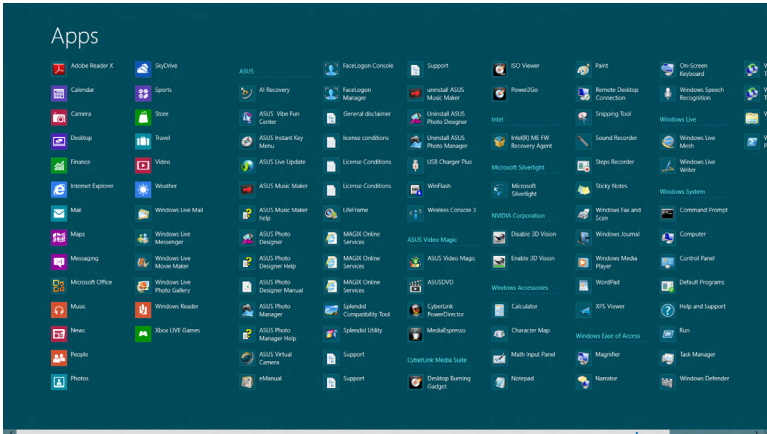 Apps
Adobe Reader X
Calendar
Camera
Desktop
Finance
Internet Explorer
Mail
Maps
Messaging
Microsoft Office
Music
News
People
Photos
SkyDrive
Sports
Store
Travel
Video
Weather
Windows Live Mail
Windows Live
Messenger
Windows Live
Movie Maker
Windows Live
Photo Gallery
Windows Reader
Xbox LIVE Games
ASUS
AI Recovery
ASUS Vibe Fun
Center
ASUS Instant Key
Menu
ASUS Live Update
ASUS Music Maker
ASUS Music Maker
help
ASUS Photo
Designer
ASUS Photo
Designer Help
ASUS Photo
Designer Manual
ASUS Photo
Manager
ASUS Photo
Manager Help
ASUS Virtual
Camera
eManual
FaceLogon Console
FaceLogon
Manager
General disclaimer
license conditions
License Conditions
License Conditions
LifeFrame
MAGIX Online
Services
MAGIX Online
Services
Splendid
Compatibility Tool
Splendid Utility
Support
Support
Support
uninstall ASUS
Music Maker
Uninstall ASUS
Photo Designer
Uninstall ASUS
Photo Manager
USB Charger Plus
WinFlash
Wireless Console 3
ASUS Video Magic
ASUS Video Magic
ASUSDVD
CyberLink
PowerDirector
MediaEspresso
CyberLink Media Suite
Desktop Burning
Gadget
ISO Viewer
Power2Go
Intel
Intel(R) ME FW
Recovery Agent
Microsoft Silverlight
Microsoft
Silverlight
NVIDIA Corporation
Disable 3D Vision
Enable 3D Vision
Windows Accessories
Calculator
Character Map
Math Input Panel
Notepad
Paint
Remote Desktop
Connection
Snipping Tool
Sound Recorder
Steps Recorder
Sticky Notes
Windows Fax and
Scan
Windows Journal
Windows Media
Player
WordPad
XPS Viewer
Windows Ease of Access
Magnifier
Narrator
On-Screen
Keyboard
Windows Speech
Recognition
Windows Live
Windows Live
Mesh
Windows Live
Writer
Windows System
Command Prompt
Computer
Control Panel
Default Programs
Help and Support
Run
Task Manager
Windows Defender